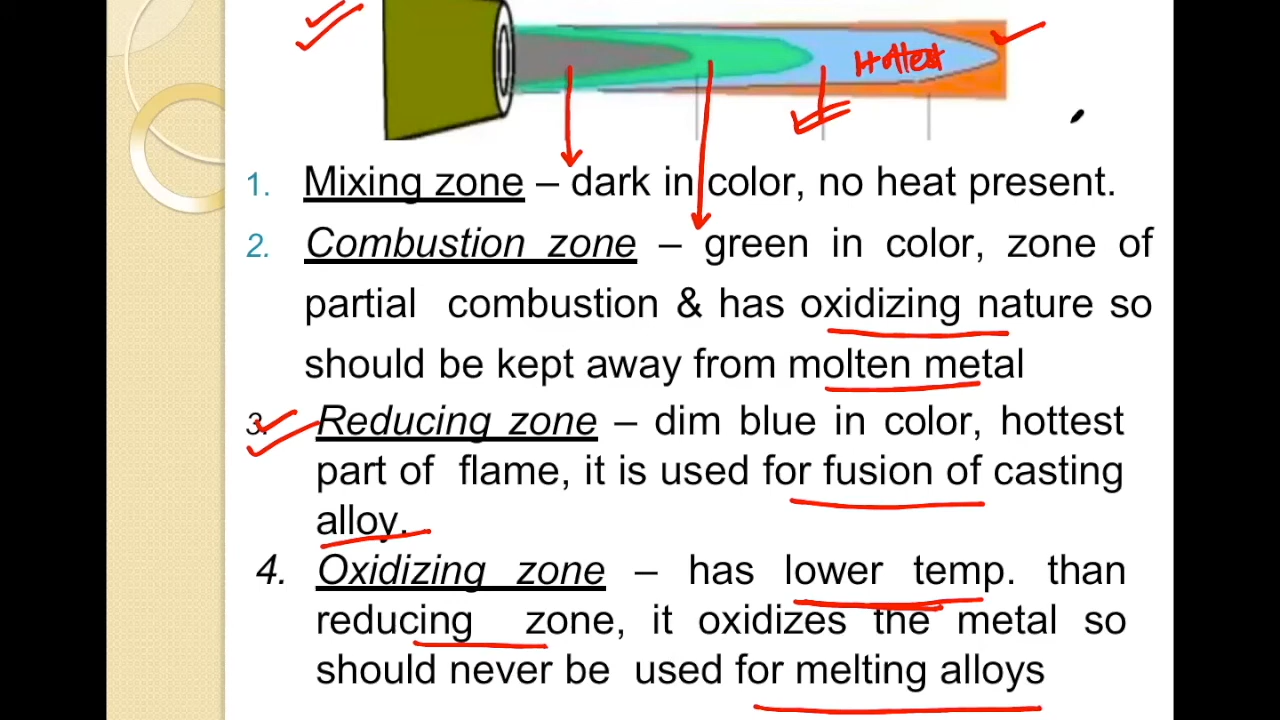 Hottest
1. Mixing zone – dark in color, no heat present.
2. Combustion zone – green in color, zone of
partial combustion & has oxidizing nature so
should be kept away from molten metal
3. Reducing zone – dim blue in color, hottest
part of flame, it is used for fusion of casting
alloy.
4. Oxidizing zone – has lower temp. than
reducing zone, it oxidizes the metal so
should never be used for melting alloys